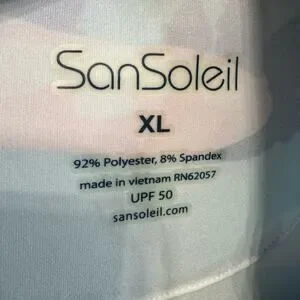 SanSoleil
XL
92% Polyester, 8% Spandex
made in vietnam RN62057
UPF 50
sansoleil.com